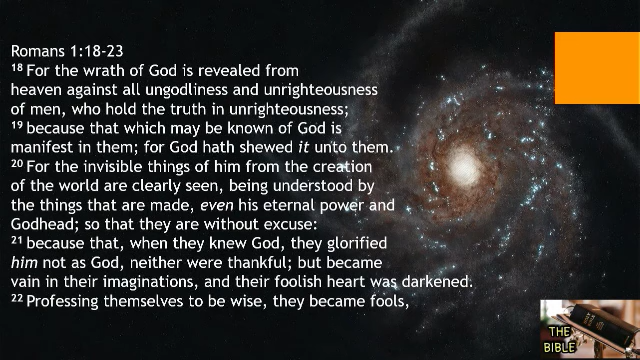 Romans 1:18-23
18 For the wrath of God is revealed from
heaven against all ungodliness and unrighteousness
of men, who hold the truth in unrighteousness;
19 because that which may be known of God is
manifest in them; for God hath shewed it unto them.
20 For the invisible things of him from the creation
of the world are clearly seen, being understood by
the things that are made, even his eternal power and
Godhead; so that they are without excuse:
21 because that, when they knew God, they glorified
him not as God, neither were thankful; but became
vain in their imaginations, and their foolish heart was darkened.
22 Professing themselves to be wise, they became fools,
THE
BIBLE